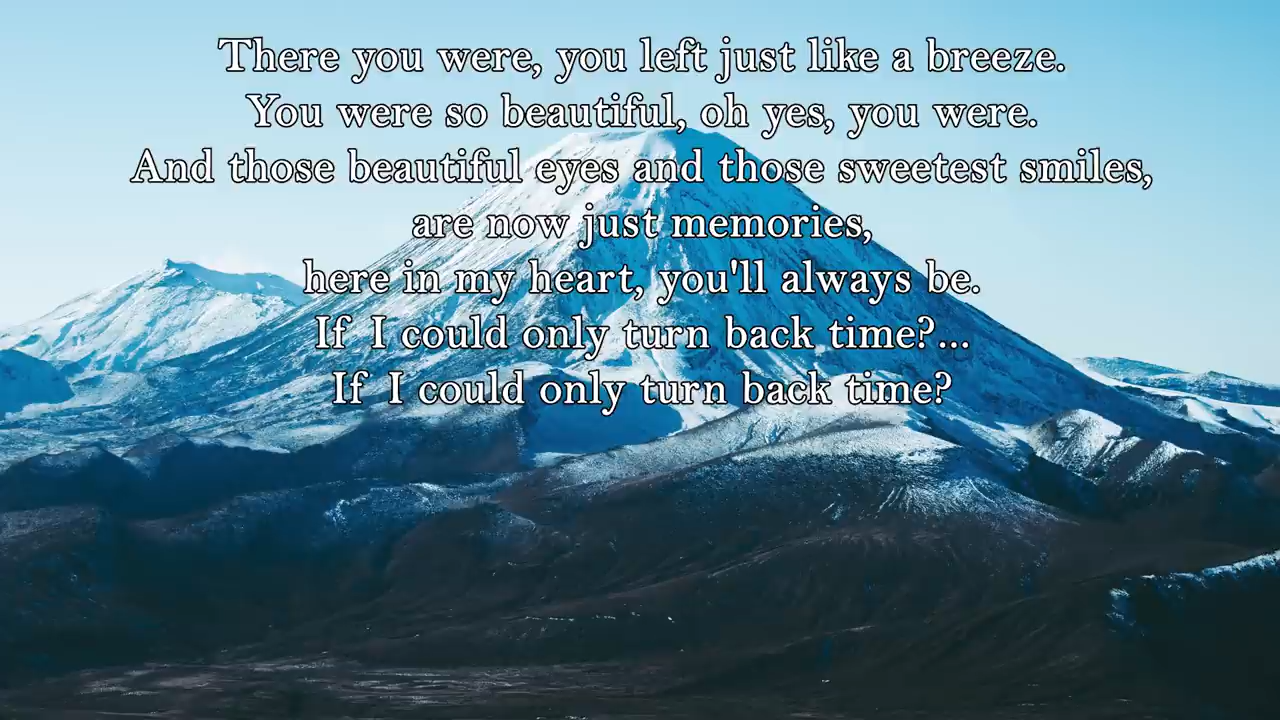 There you were, you left just like a breeze.
You were so beautiful, oh yes, you were.
And those beautiful eyes and those sweetest smiles,
are now just memories,
here in my heart, you'll always be.
If I could only turn back time?...
If I could only turn back time?